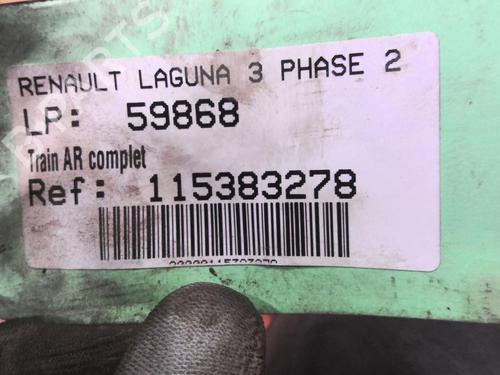 RENAULT LAGUNA 3 PHASE 2
LP: 59868
Train AR complet
Ref: 115383278